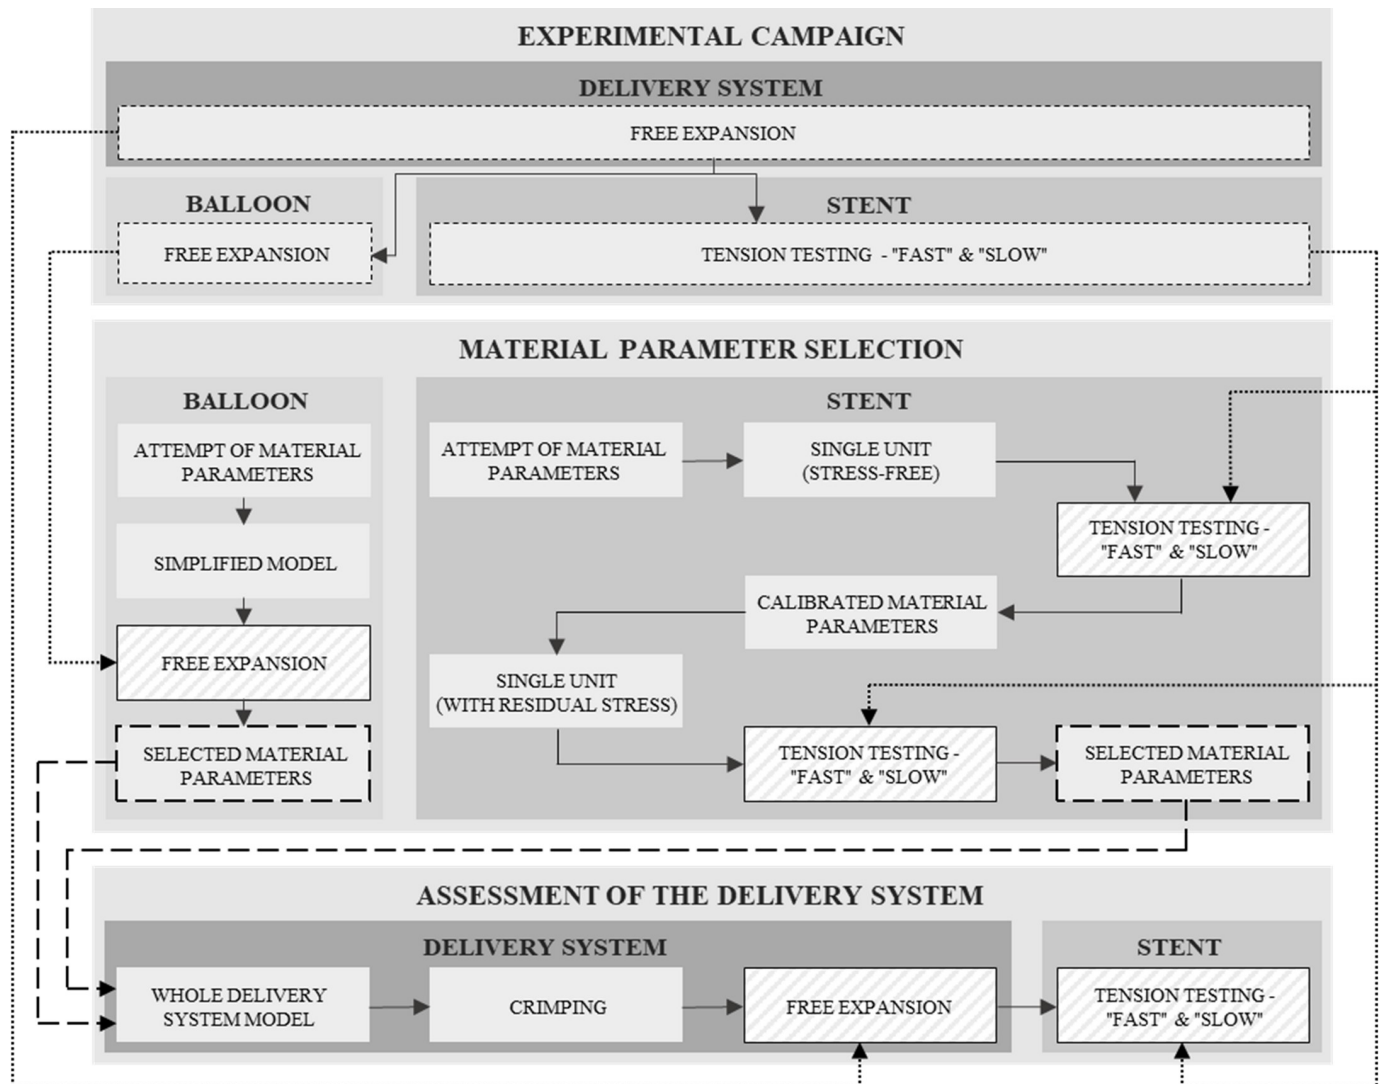 EXPERIMENTAL CAMPAIGN
DELIVERY SYSTEM
FREE EXPANSION
BALLOON
FREE EXPANSION
STENT
TENSION TESTING - "FAST" & "SLOW"
MATERIAL PARAMETER SELECTION
BALLOON
ATTEMPT OF MATERIAL
PARAMETERS
SIMPLIFIED MODEL
FREE EXPANSION
SELECTED MATERIAL
PARAMETERS
STENT
ATTEMPT OF MATERIAL
PARAMETERS
SINGLE UNIT
(STRESS-FREE)
TENSION TESTING -
"FAST" & "SLOW"
CALIBRATED MATERIAL
PARAMETERS
SINGLE UNIT
(WITH RESIDUAL STRESS)
TENSION TESTING -
"FAST" & "SLOW"
SELECTED MATERIAL
PARAMETERS
ASSESSMENT OF THE DELIVERY SYSTEM
DELIVERY SYSTEM
WHOLE DELIVERY
SYSTEM MODEL
CRIMPING
FREE EXPANSION
STENT
TENSION TESTING -
"FAST" & "SLOW"